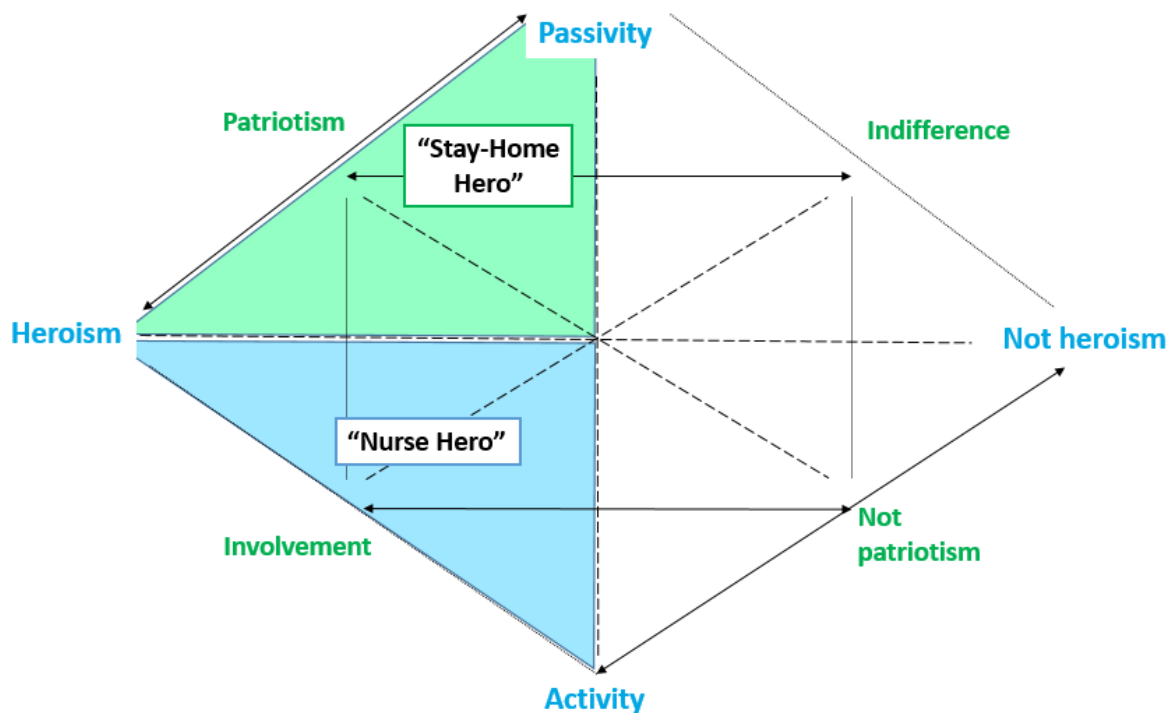 Passivity
Patriotism
Indifference
“Stay-Home
Hero”
Heroism
Not heroism
“Nurse Hero”
Involvement
Not
patriotism
Activity